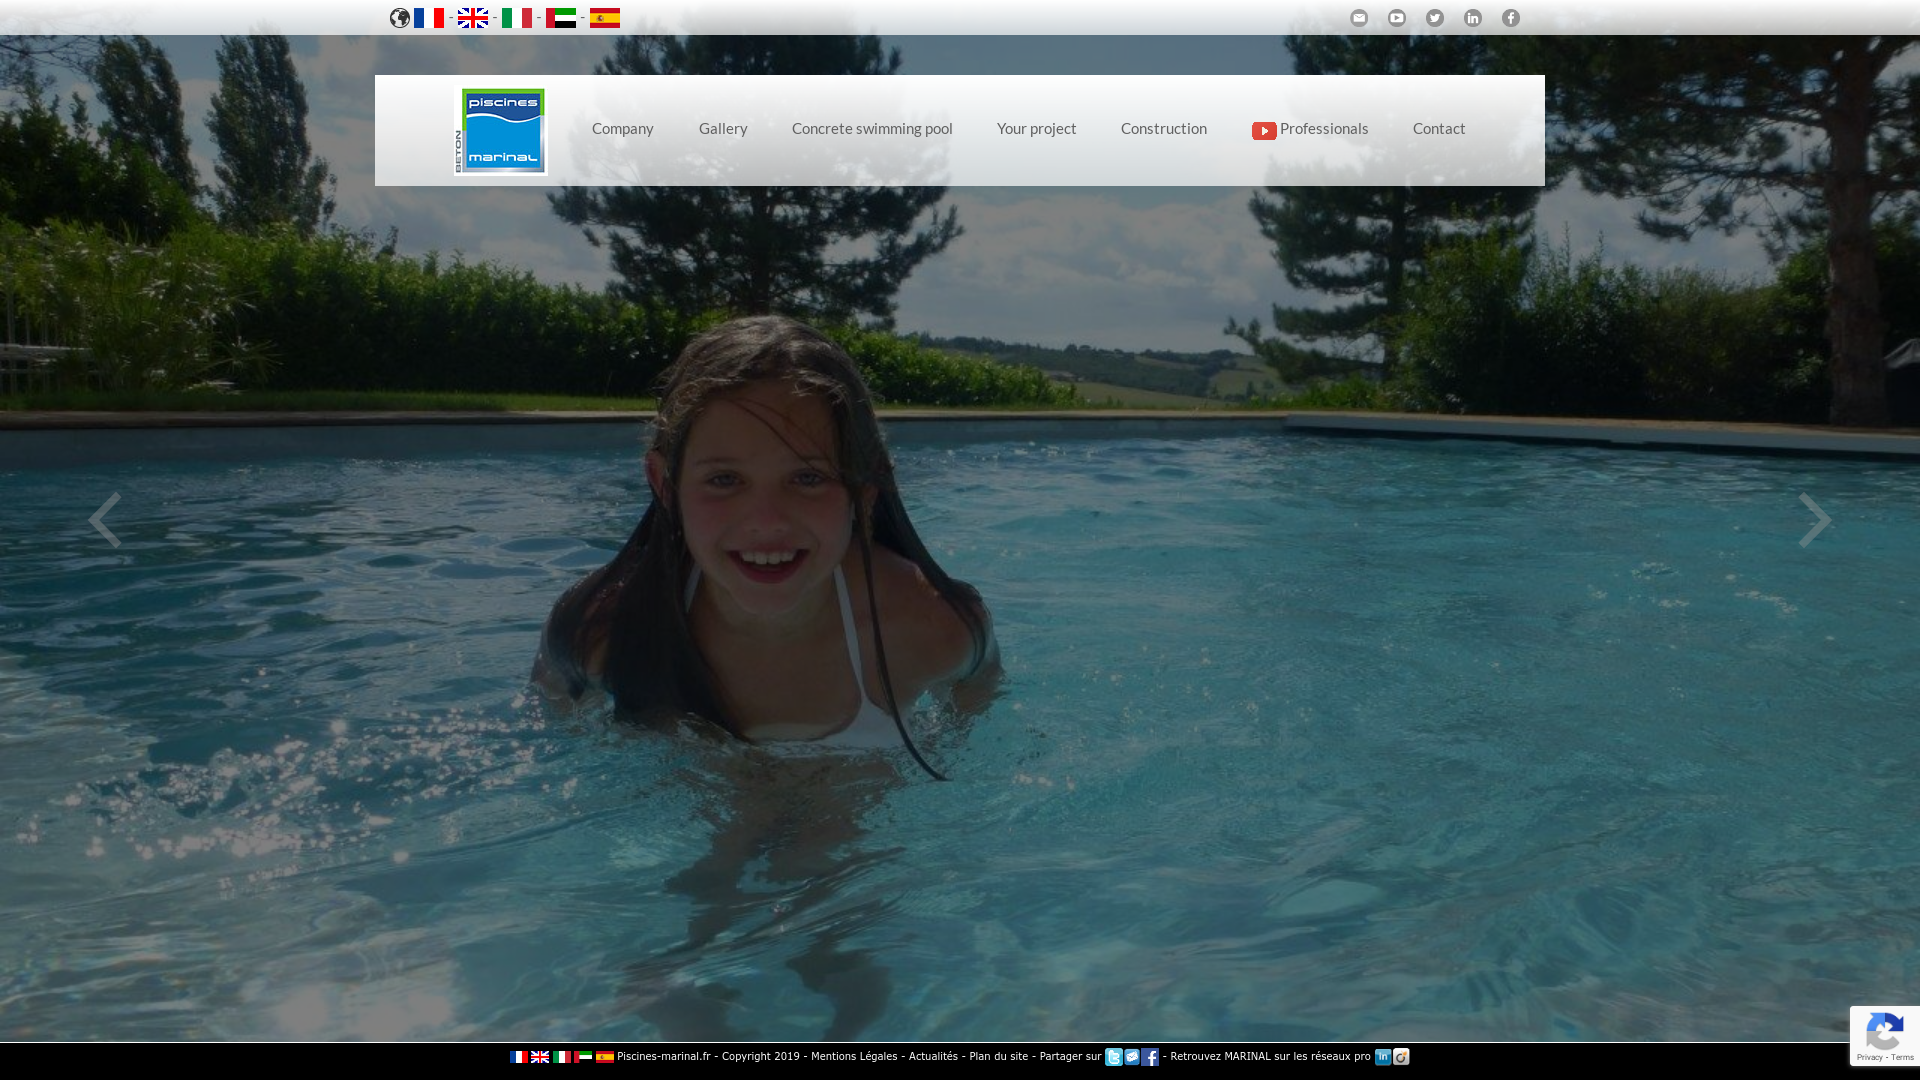 - - - -
piscines
marinal
BETON
Company Gallery Concrete swimming pool Your project Construction Professionals Contact
Piscines-marinal.fr - Copyright 2019 - Mentions Légales - Actualités - Plan du site - Partager sur - Retrouvez MARINAL sur les réseaux pro
Privacy - Terms